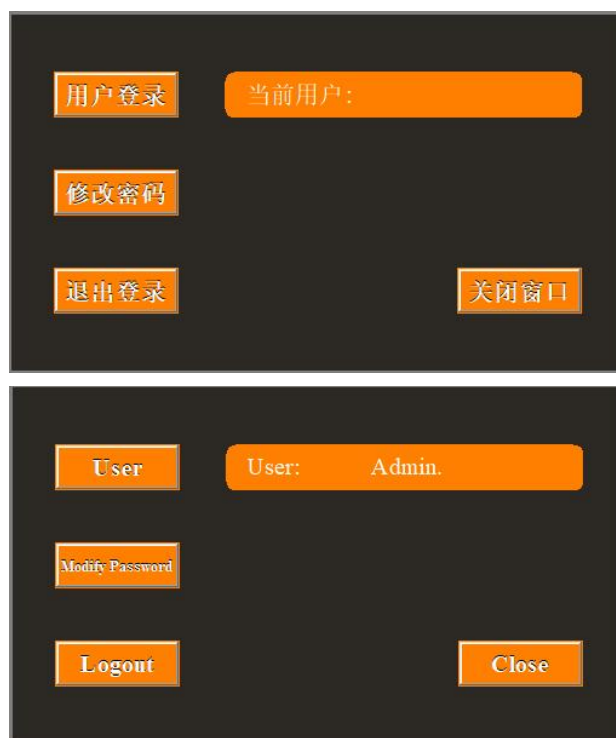 用户登录 当前用户：
修改密码
退出登录 关闭窗口
User User: Admin.
Modify Password
Logout Close